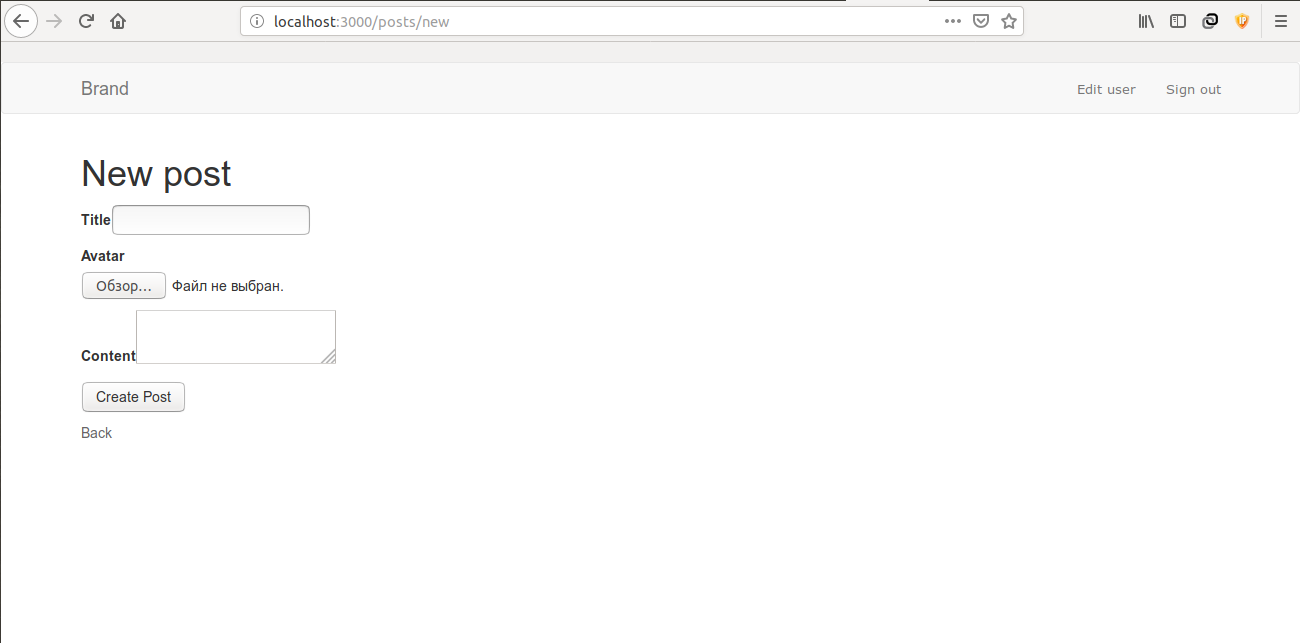 localhost:3000/posts/new
Brand Edit user Sign out
New post
Title
Avatar
Обзор... Файл не выбран.
Content
Create Post
Back